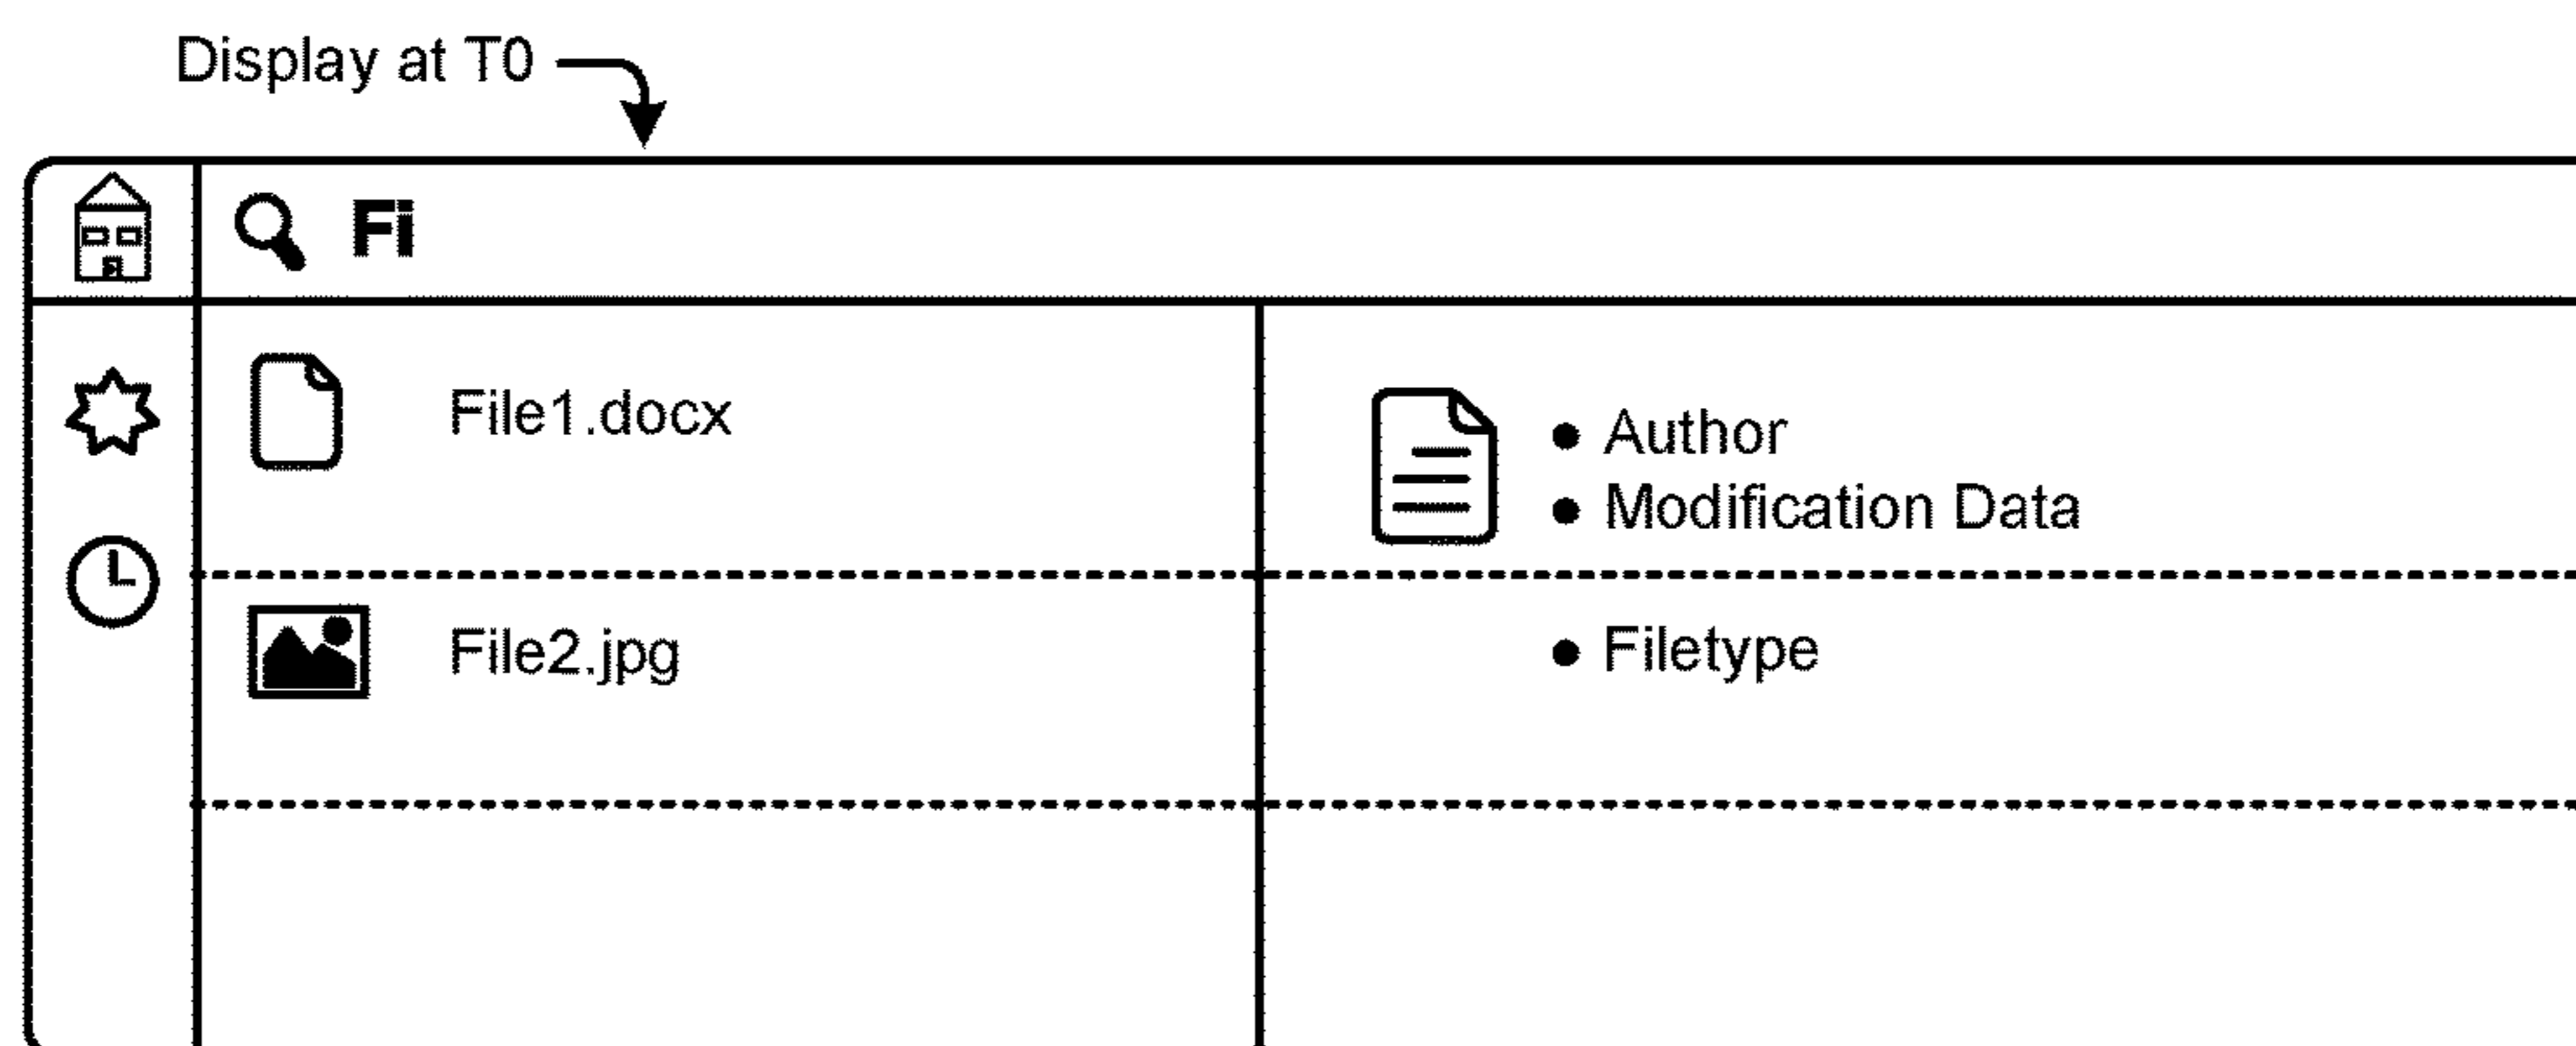 Display at T0
Fi
File1.docx
• Author
• Modification Data
File2.jpg
• Filetype